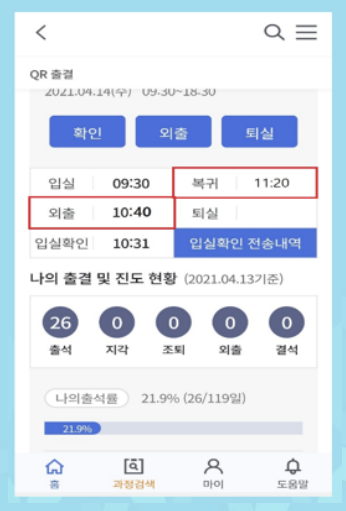 QR 출결
2021.04.14(수) 09:30~18:30
확인 외출 퇴실
입실 09:30 복귀 11:20
외출 10:40 퇴실
입실확인 10:31 입실확인 전송내역
나의 출결 및 진도 현황 (2021.04.13기준)
26 0 0 0 0
출석 지각 조퇴 외출 결석
나의출석률 21.9% (26/119일)
21.9%
홈 과정검색 마이 도움말